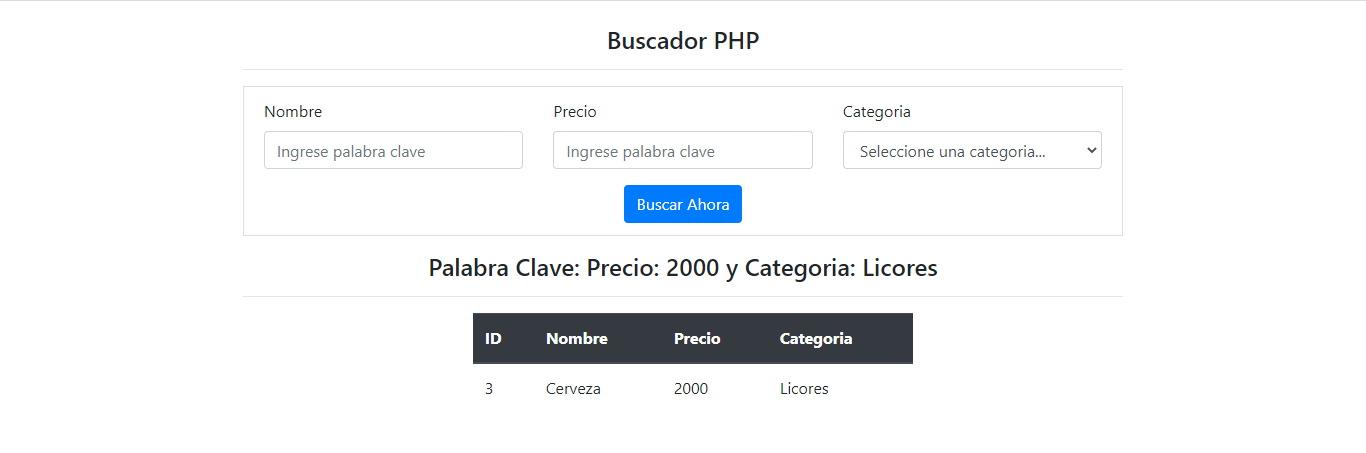 Buscador PHP
Nombre Precio Categoria
Ingrese palabra clave Ingrese palabra clave Seleccione una categoria...
Buscar Ahora
Palabra Clave: Precio: 2000 y Categoria: Licores
ID Nombre Precio Categoria
3 Cerveza 2000 Licores